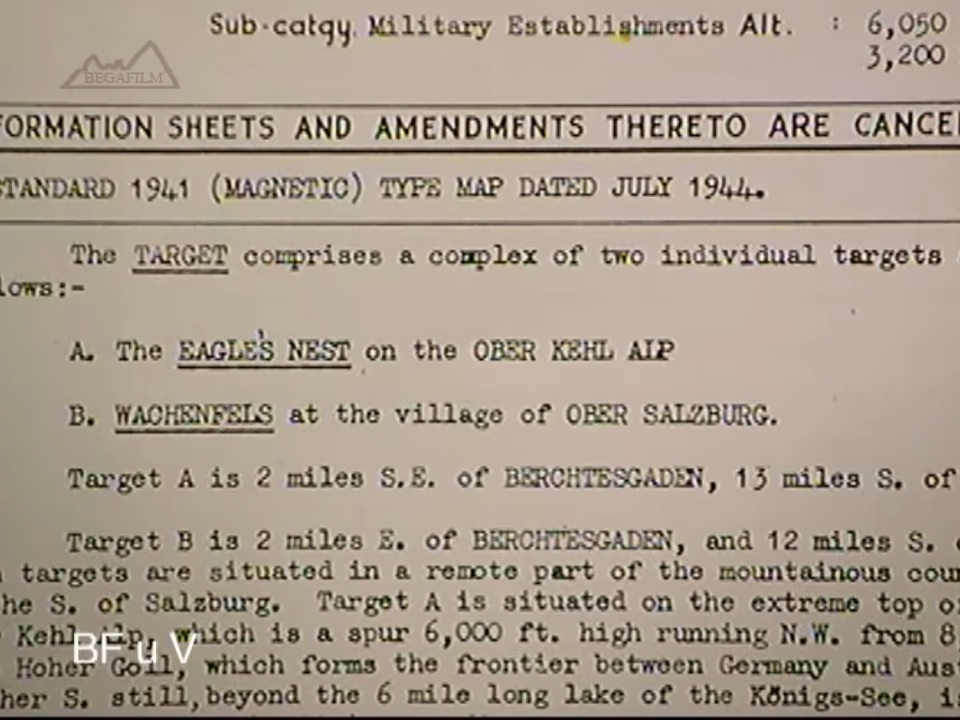 Sub-catgy. Military Establishments Alt. : 6,050
3,200
BEGAFILM
FORMATION SHEETS AND AMENDMENTS THERETO ARE CANCE
STANDARD 1941 (MAGNETIC) TYPE MAP DATED JULY 1944.
The TARGET comprises a complex of two individual targets
lows:-
A. The EAGLE'S NEST on the OBER KEHL ALP
B. WACHENFELS at the village of OBER SALZBURG.
Target A is 2 miles S.E. of BERCHTESGADEN, 13 miles S. of
Target B is 2 miles E. of BERCHTESGADEN, and 12 miles S.
targets are situated in a remote part of the mountainous cou
he S. of Salzburg. Target A is situated on the extreme top o
Kehl Alp, which is a spur 6,000 ft. high running N.W. from 8,
BF u V
Hoher Goll, which forms the frontier between Germany and Aust
her S. still, beyond the 6 mile long lake of the Königs-See, i